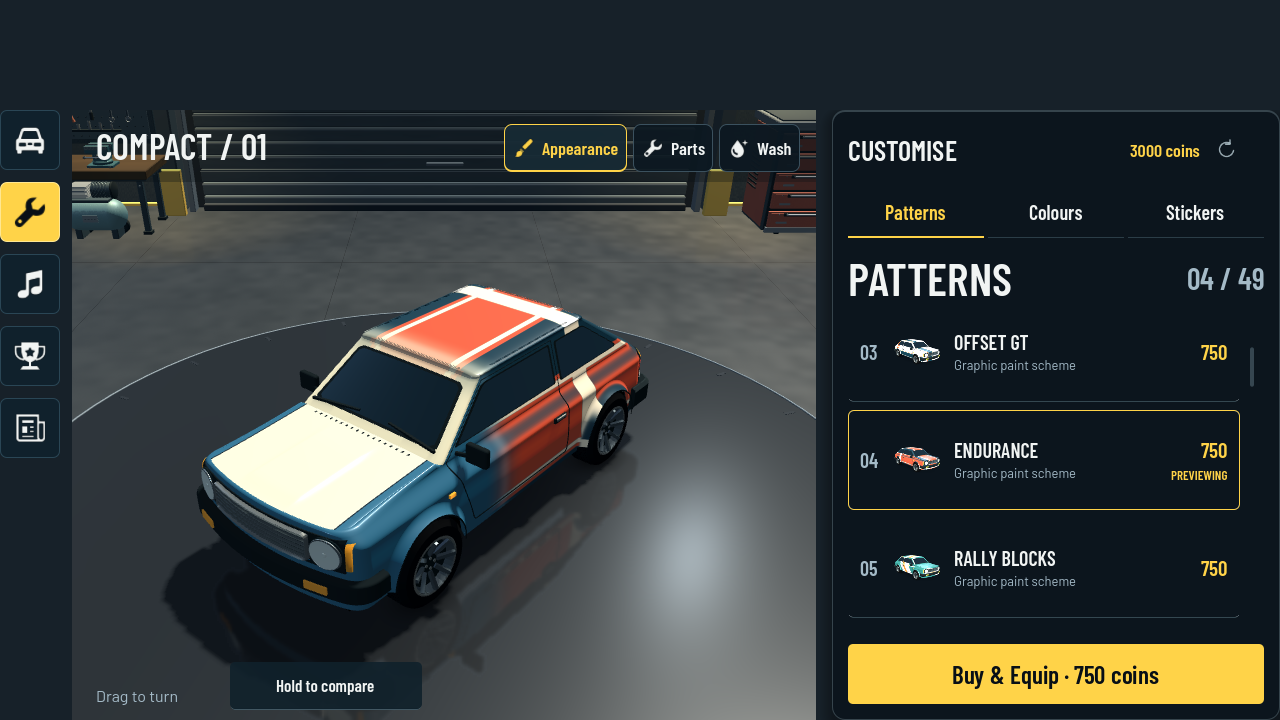 COMPACT / 01
Appearance
Parts
Wash
Drag to turn
Hold to compare
CUSTOMISE
3000 coins
Patterns
Colours
Stickers
PATTERNS
04 / 49
03
OFFSET GT
Graphic paint scheme
750
04
ENDURANCE
Graphic paint scheme
750
PREVIEWING
05
RALLY BLOCKS
Graphic paint scheme
750
Buy & Equip · 750 coins